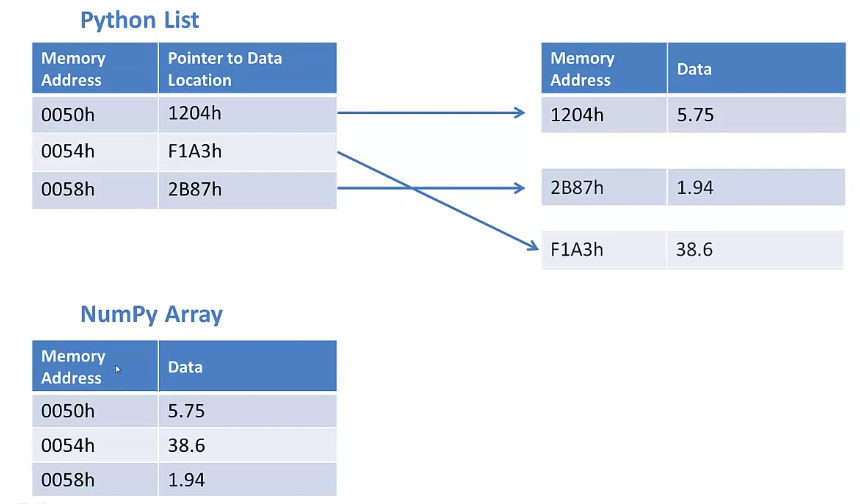 Python List
Memory Address
Pointer to Data Location
0050h 1204h
0054h F1A3h
0058h 2B87h
Memory Address
Data
1204h 5.75
2B87h 1.94
F1A3h 38.6
NumPy Array
Memory Address
Data
0050h 5.75
0054h 38.6
0058h 1.94